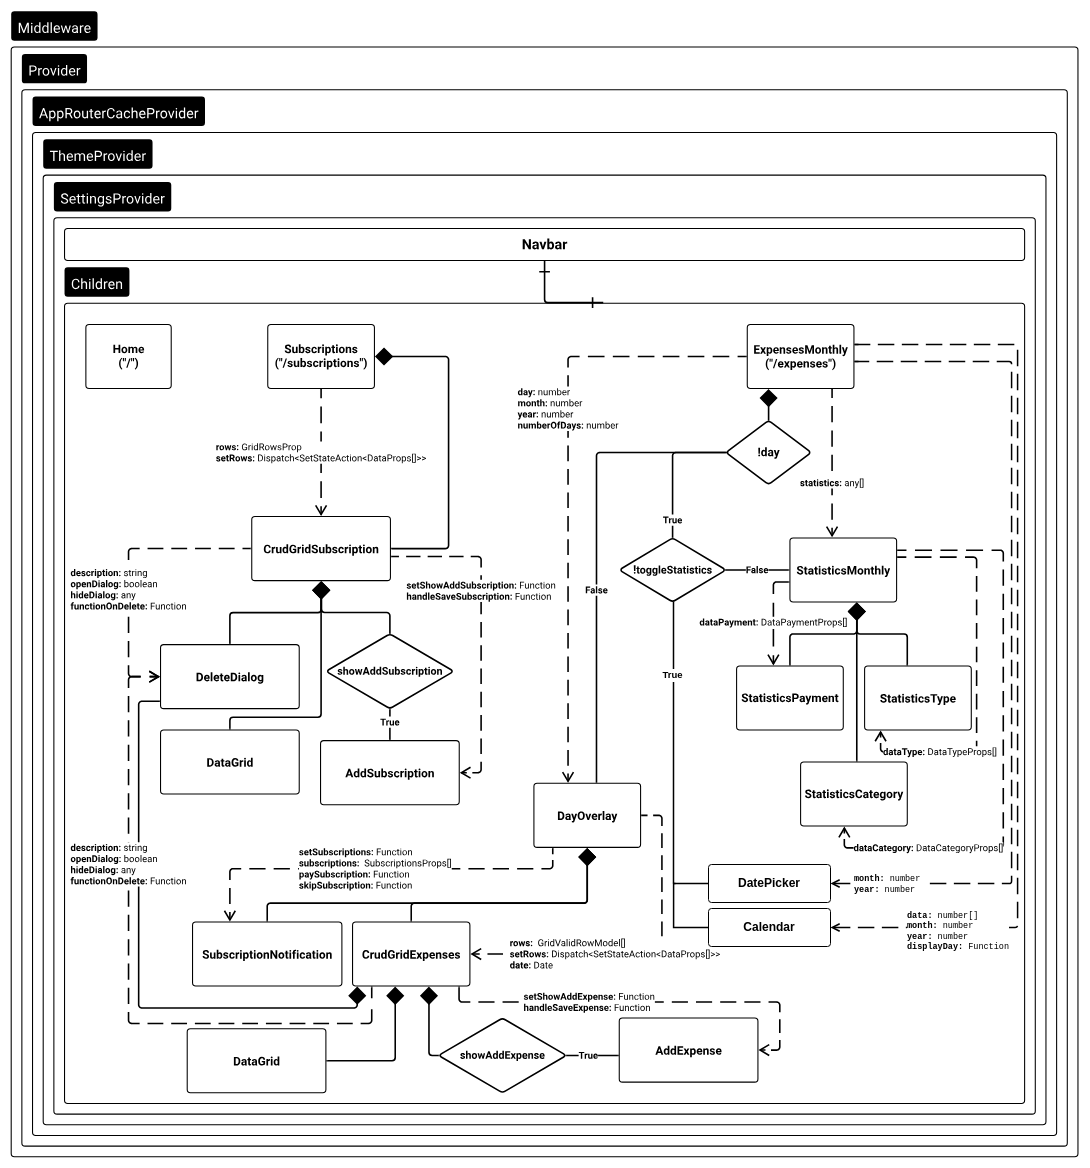 Middleware
Provider
AppRouterCacheProvider
ThemeProvider
SettingsProvider
Navbar
Children
Home
("/")
Subscriptions
("/subscriptions")
ExpensesMonthly
("/expenses")
day: number
month: number
year: number
numberOfDays: number
rows: GridRowsProp
setRows: Dispatch<SetStateAction<DataProps[]>>
!day
statistics: any[]
True
CrudGridSubscription
!toggleStatistics
False
StatisticsMonthly
description: string
openDialog: boolean
hideDialog: any
functionOnDelete: Function
setShowAddSubscription: Function
handleSaveSubscription: Function
False
dataPayment: DataPaymentProps[]
DeleteDialog
showAddSubscription
True
StatisticsPayment
StatisticsType
True
DataGrid
AddSubscription
dataType: DataTypeProps[]
StatisticsCategory
DayOverlay
description: string
openDialog: boolean
hideDialog: any
functionOnDelete: Function
setSubscriptions: Function
subscriptions: SubscriptionsProps[]
paySubscription: Function
skipSubscription: Function
dataCategory: DataCategoryProps[]
DatePicker
month: number
year: number
Calendar
data: number[]
month: number
year: number
displayDay: Function
SubscriptionNotification
CrudGridExpenses
rows: GridValidRowModel[]
setRows: Dispatch<SetStateAction<DataProps[]>>
date: Date
setShowAddExpense: Function
handleSaveExpense: Function
DataGrid
showAddExpense
True
AddExpense